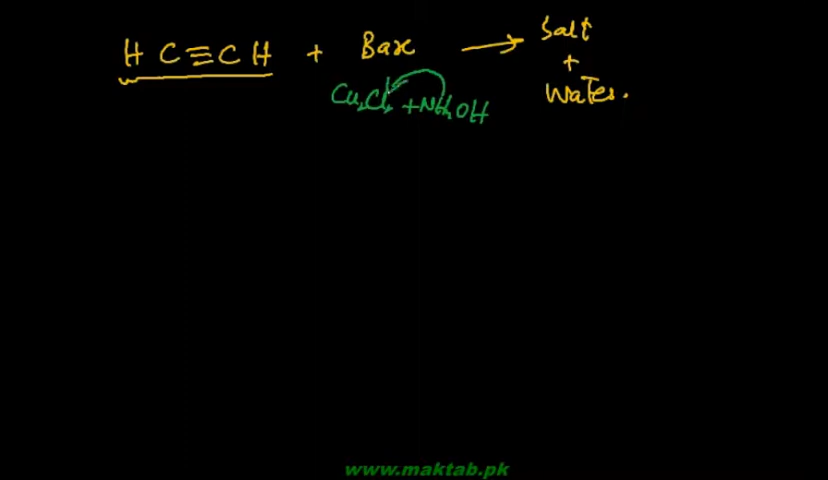 H C≡C H + Base → Salt
+
Water.
Cu₂Cl₂ + NH₄OH
www.maktab.pk